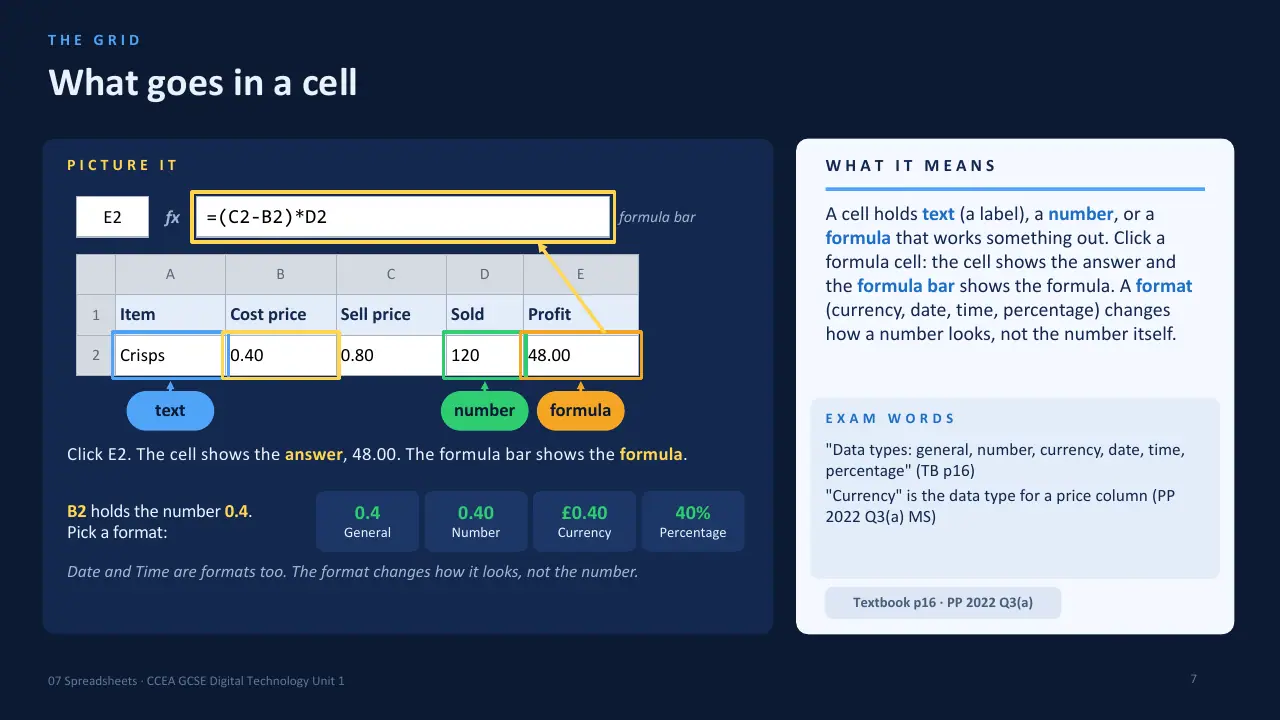 THE GRID
What goes in a cell
PICTURE IT
E2 fx =(C2-B2)*D2 formula bar
A B C D E
1 Item Cost price Sell price Sold Profit
2 Crisps 0.40 0.80 120 48.00
text number formula
Click E2. The cell shows the answer, 48.00. The formula bar shows the formula.
B2 holds the number 0.4.
Pick a format:
0.4 0.40 £0.40 40%
General Number Currency Percentage
Date and Time are formats too. The format changes how it looks, not the number.
WHAT IT MEANS
A cell holds text (a label), a number, or a
formula that works something out. Click a
formula cell: the cell shows the answer and
the formula bar shows the formula. A format
(currency, date, time, percentage) changes
how a number looks, not the number itself.
EXAM WORDS
"Data types: general, number, currency, date, time,
percentage" (TB p16)
"Currency" is the data type for a price column (PP
2022 Q3(a) MS)
Textbook p16 · PP 2022 Q3(a)
07 Spreadsheets · CCEA GCSE Digital Technology Unit 1
7